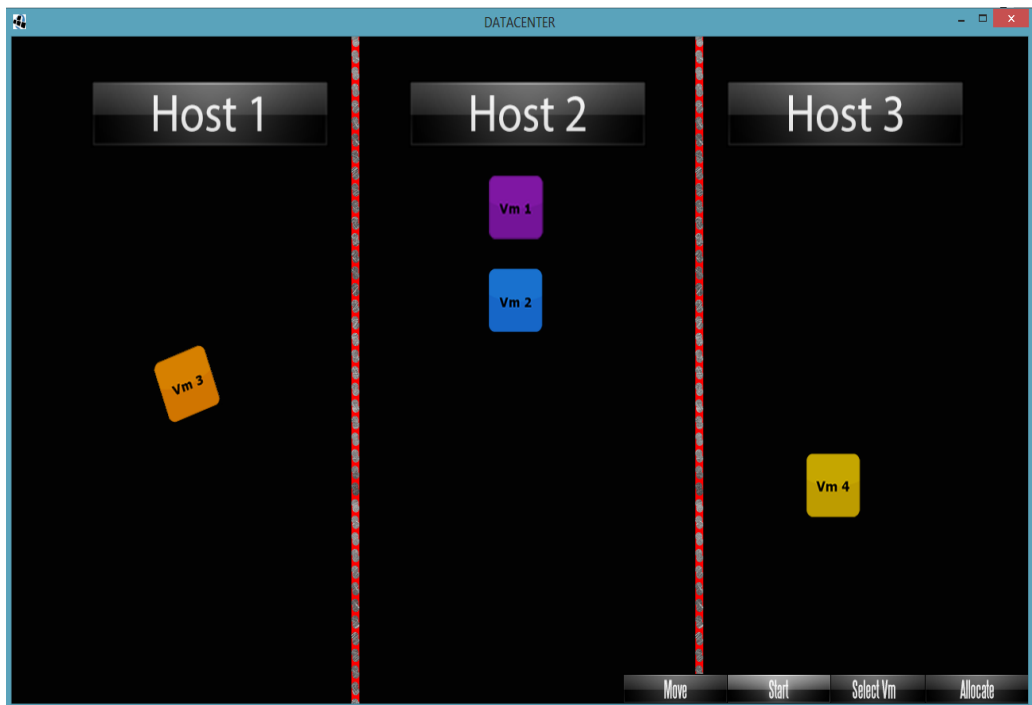 DATACENTER
Host 1
Host 2
Host 3
Vm 1
Vm 2
Vm 3
Vm 4
Move
Start
Select Vm
Allocate